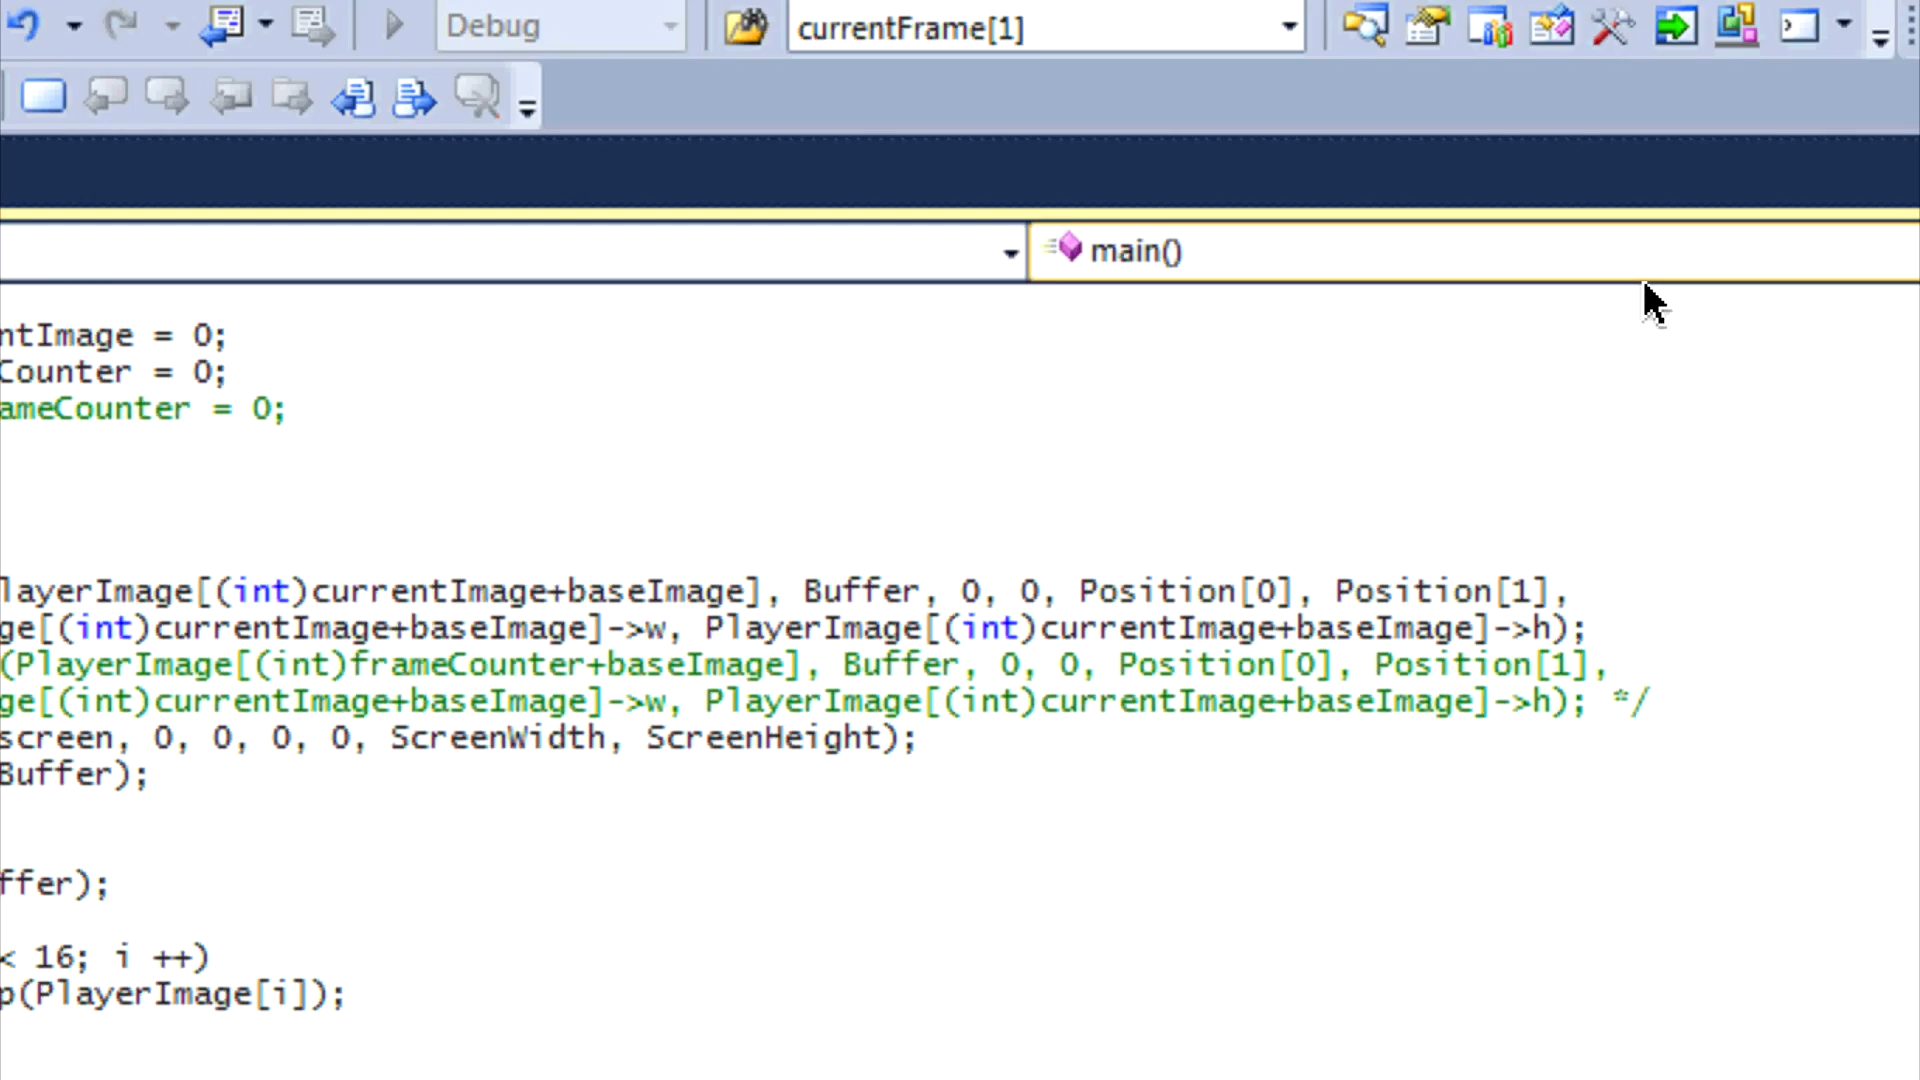 Debug
currentFrame[1]
main()
ntImage = 0;
Counter = 0;
ameCounter = 0;
layerImage[(int)currentImage+baseImage], Buffer, 0, 0, Position[0], Position[1],
ge[(int)currentImage+baseImage]->w, PlayerImage[(int)currentImage+baseImage]->h);
(PlayerImage[(int)frameCounter+baseImage], Buffer, 0, 0, Position[0], Position[1],
ge[(int)currentImage+baseImage]->w, PlayerImage[(int)currentImage+baseImage]->h); */
screen, 0, 0, 0, 0, ScreenWidth, ScreenHeight);
Buffer);
ffer);
< 16; i ++)
p(PlayerImage[i]);